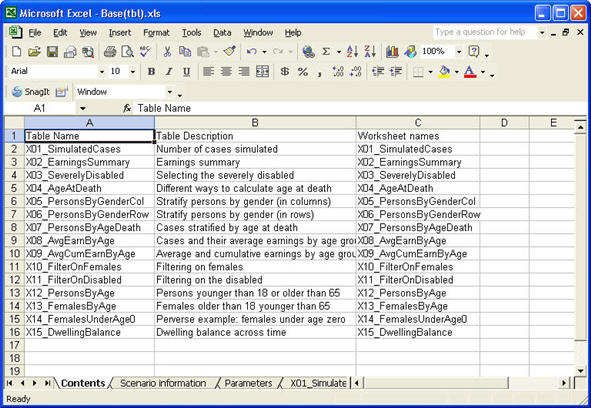 Microsoft Excel - Base(tbl).xls
File Edit View Insert Format Tools Data Window Help Type a question for help
100%
Arial 10 B I U $ % ,
SnagIt Window
A1 fx Table Name
A B C D E
1 Table Name Table Description Worksheet names
2 X01_SimulatedCases Number of cases simulated X01_SimulatedCases
3 X02_EarningsSummary Earnings summary X02_EarningsSummary
4 X03_SeverelyDisabled Selecting the severely disabled X03_SeverelyDisabled
5 X04_AgeAtDeath Different ways to calculate age at death X04_AgeAtDeath
6 X05_PersonsByGenderCol Stratify persons by gender (in columns) X05_PersonsByGenderCol
7 X06_PersonsByGenderRow Stratify persons by gender (in rows) X06_PersonsByGenderRow
8 X07_PersonsByAgeDeath Cases stratified by age at death X07_PersonsByAgeDeath
9 X08_AvgEarnByAge Cases and their average earnings by age grou X08_AvgEarnByAge
10 X09_AvgCumEarnByAge Average and cumulative earnings by age grou X09_AvgCumEarnByAge
11 X10_FilterOnFemales Filtering on females X10_FilterOnFemales
12 X11_FilterOnDisabled Filtering on the disabled X11_FilterOnDisabled
13 X12_PersonsByAge Persons younger than 18 or older than 65 X12_PersonsByAge
14 X13_FemalesByAge Females older than 18 younger than 65 X13_FemalesByAge
15 X14_FemalesUnderAge0 Perverse example: females under age zero X14_FemalesUnderAge0
16 X15_DwellingBalance Dwelling balance across time X15_DwellingBalance
17
18
19
Contents Scenario Information Parameters X01_Simulate
Ready